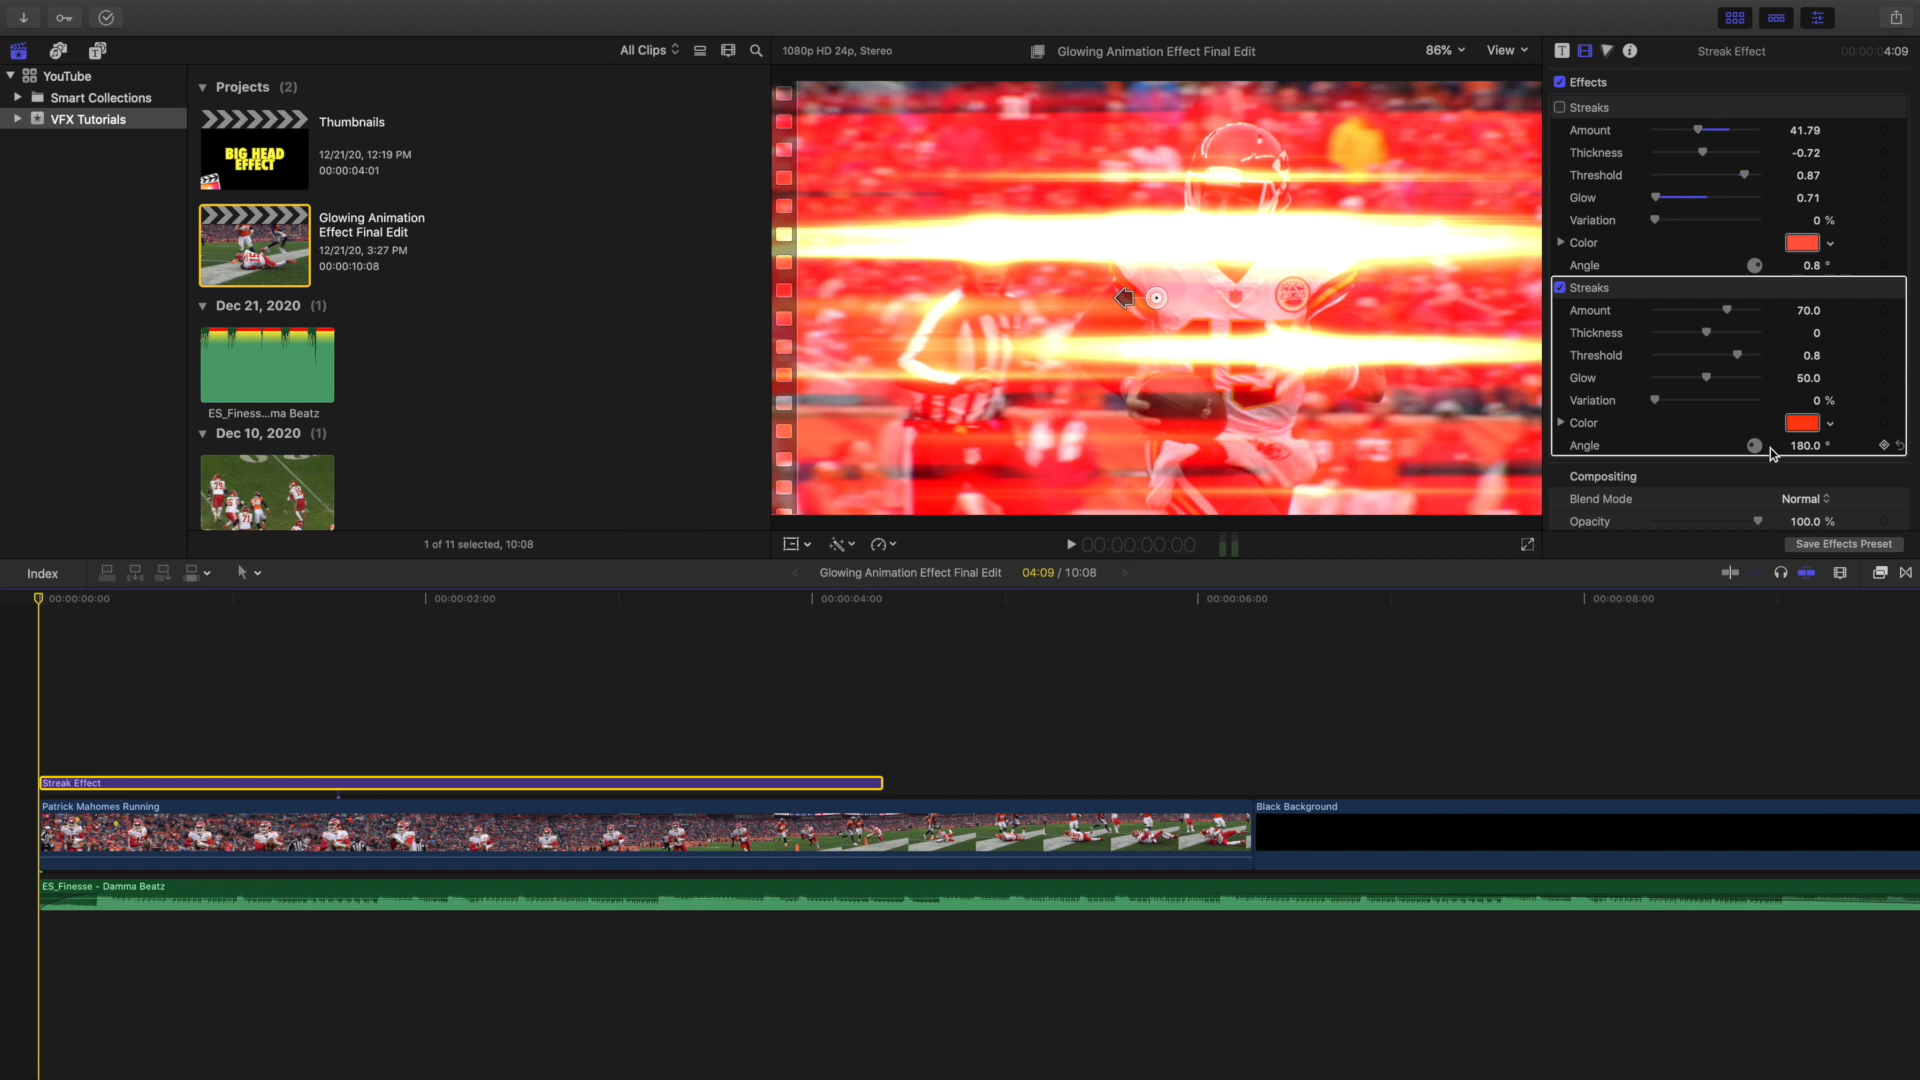 All Clips
1080p HD 24p, Stereo
Glowing Animation Effect Final Edit
86%
View
Streak Effect
00:00:04:09
YouTube
Smart Collections
VFX Tutorials
Projects (2)
BIG HEAD
EFFECT
Thumbnails
12/21/20, 12:19 PM
00:00:04:01
Glowing Animation
Effect Final Edit
12/21/20, 3:27 PM
00:00:10:08
Dec 21, 2020 (1)
ES_Finess...ma Beatz
Dec 10, 2020 (1)
1 of 11 selected, 10:08
Effects
Streaks
Amount 41.79
Thickness -0.72
Threshold 0.87
Glow 0.71
Variation 0 %
Color
Angle 0.8 °
Streaks
Amount 70.0
Thickness 0
Threshold 0.8
Glow 50.0
Variation 0 %
Color
Angle 180.0 °
Compositing
Blend Mode Normal
Opacity 100.0 %
Save Effects Preset
00:00:00:00
Index
Glowing Animation Effect Final Edit 04:09 / 10:08
00:00:00:00 00:00:02:00 00:00:04:00 00:00:06:00 00:00:08:00
Streak Effect
Patrick Mahomes Running
Black Background
ES_Finesse - Damma Beatz